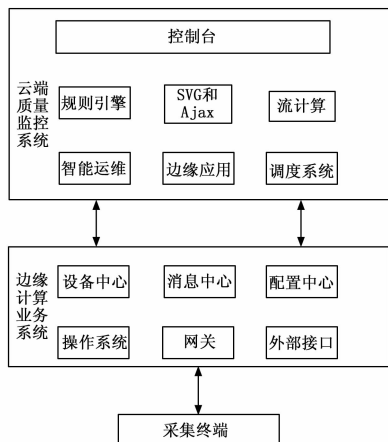 控制台
云端
质量
监控
系统
规则引擎
SVG和
Ajax
流计算
智能运维
边缘应用
调度系统
边缘
计算
业务
系统
设备中心
消息中心
配置中心
操作系统
网关
外部接口
采集终端